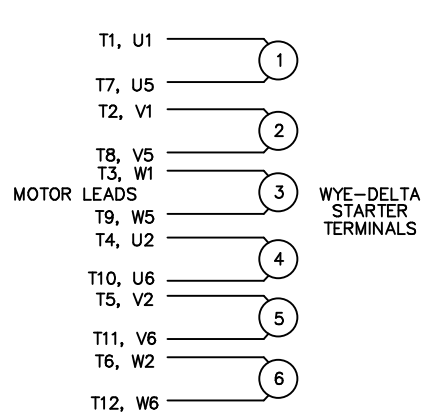 T1, U1
1
T7, U5
T2, V1
2
T8, V5
T3, W1
MOTOR LEADS
3
WYE-DELTA
STARTER
TERMINALS
T9, W5
T4, U2
4
T10, U6
T5, V2
5
T11, V6
T6, W2
6
T12, W6